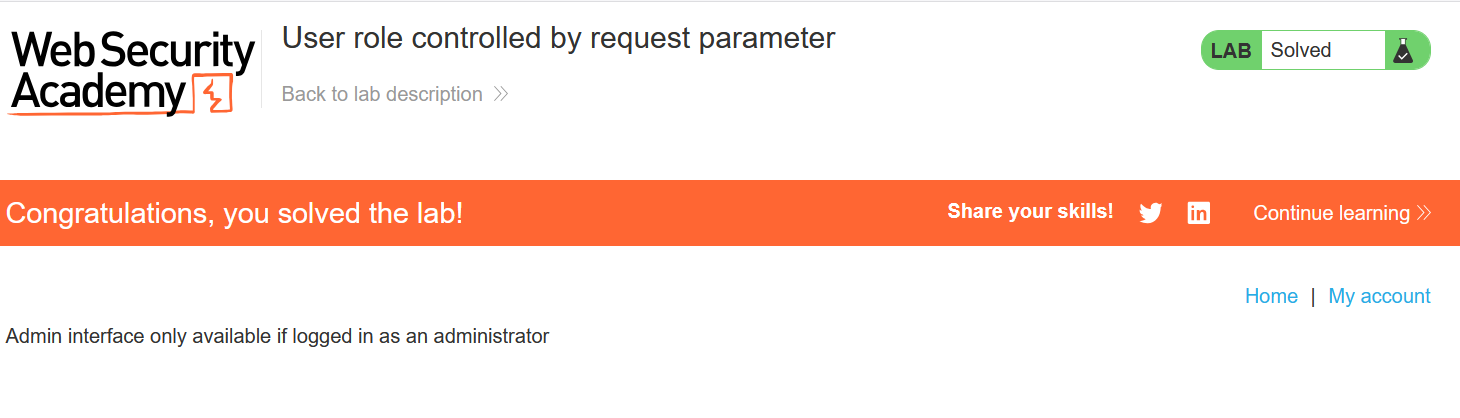 Web Security
Academy
User role controlled by request parameter
Back to lab description
LAB Solved
Congratulations, you solved the lab!
Share your skills!
Continue learning
Home | My account
Admin interface only available if logged in as an administrator